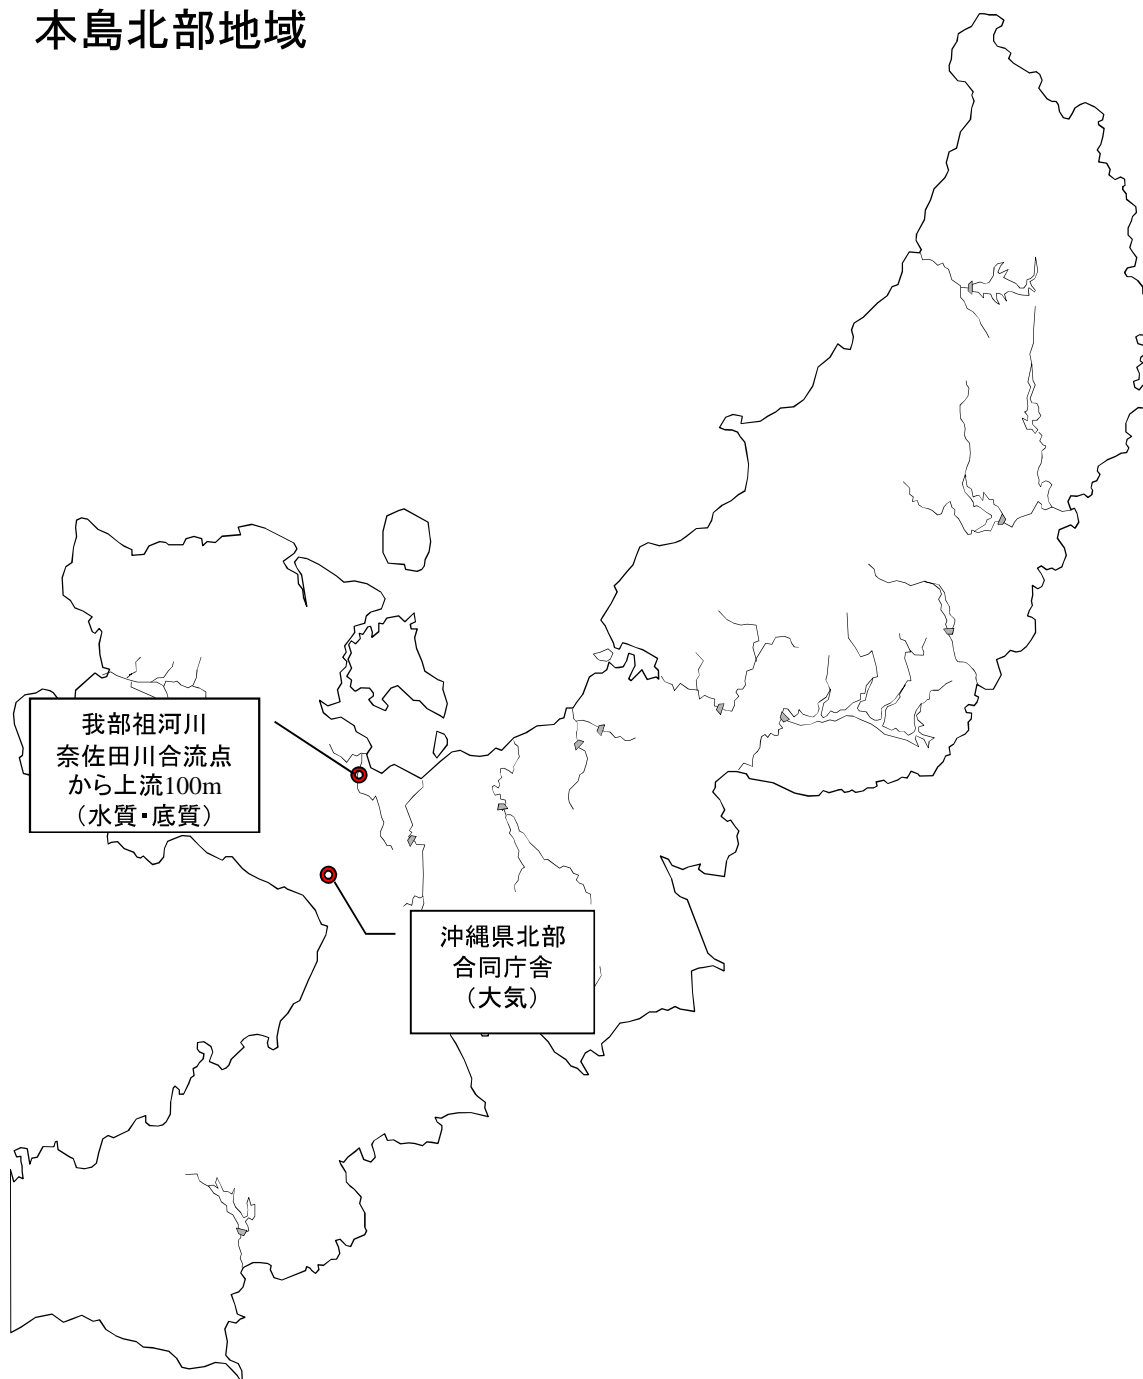 本島北部地域
我部祖河川
奈佐田川合流点
から上流100m
（水質・底質）
沖縄県北部
合同庁舎
（大気）